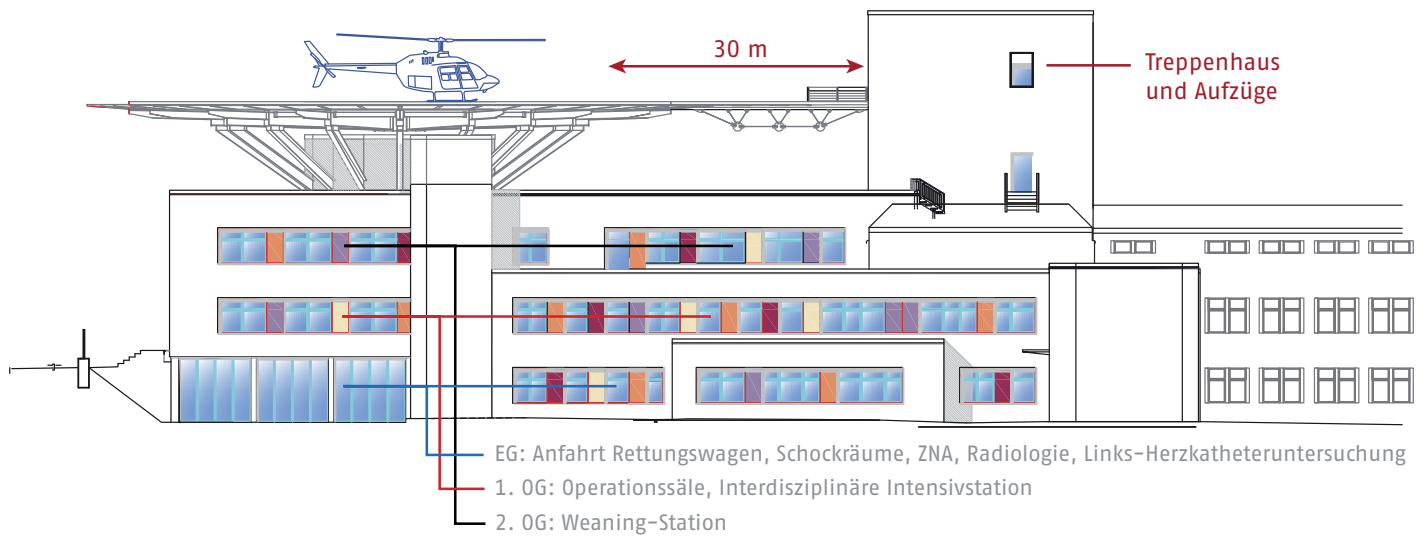 30 m
Treppenhaus
und Aufzüge
EG: Anfahrt Rettungswagen, Schockräume, ZNA, Radiologie, Links-Herzkatheteruntersuchung
1. OG: Operationssäle, Interdisziplinäre Intensivstation
2. OG: Weaning-Station